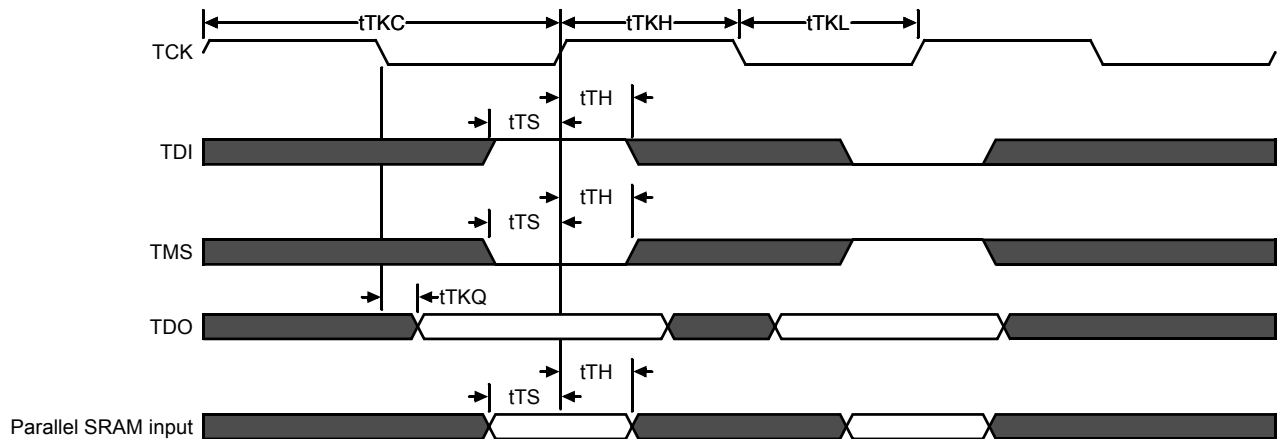 tTKC
tTKH
tTKL
TCK
tTH
tTS
TDI
tTH
tTS
TMS
tTKQ
TDO
tTH
tTS
Parallel SRAM input